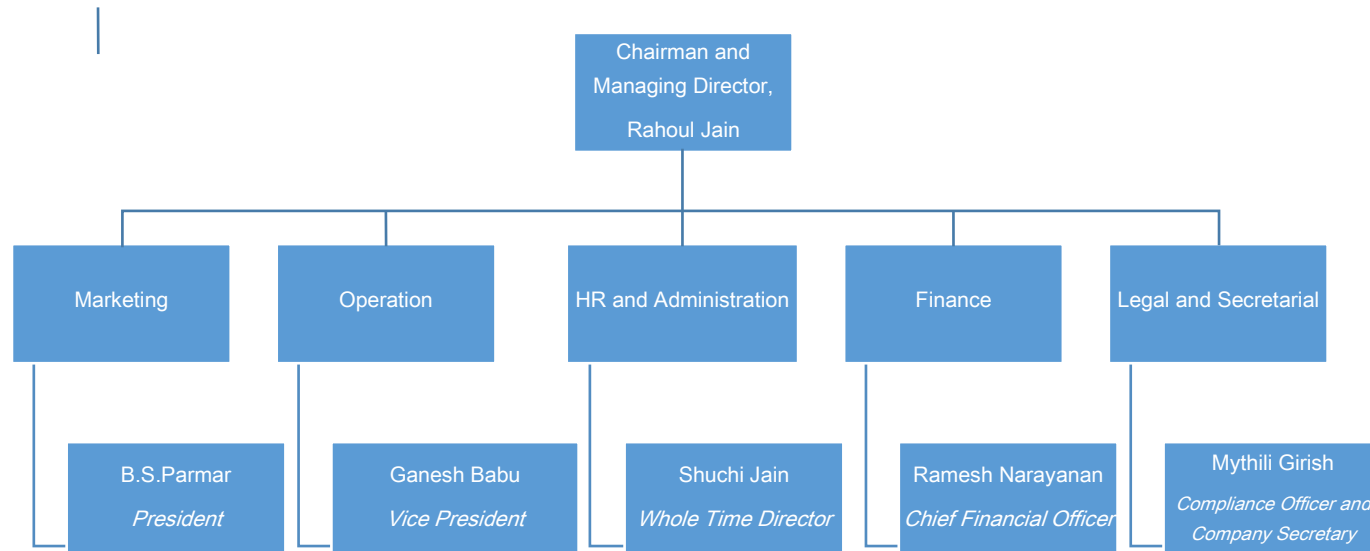 Chairman and
Managing Director,
Rahoul Jain
Marketing
Operation
HR and Administration
Finance
Legal and Secretarial
B.S.Parmar
President
Ganesh Babu
Vice President
Shuchi Jain
Whole Time Director
Ramesh Narayanan
Chief Financial Officer
Mythili Girish
Compliance Officer and
Company Secretary